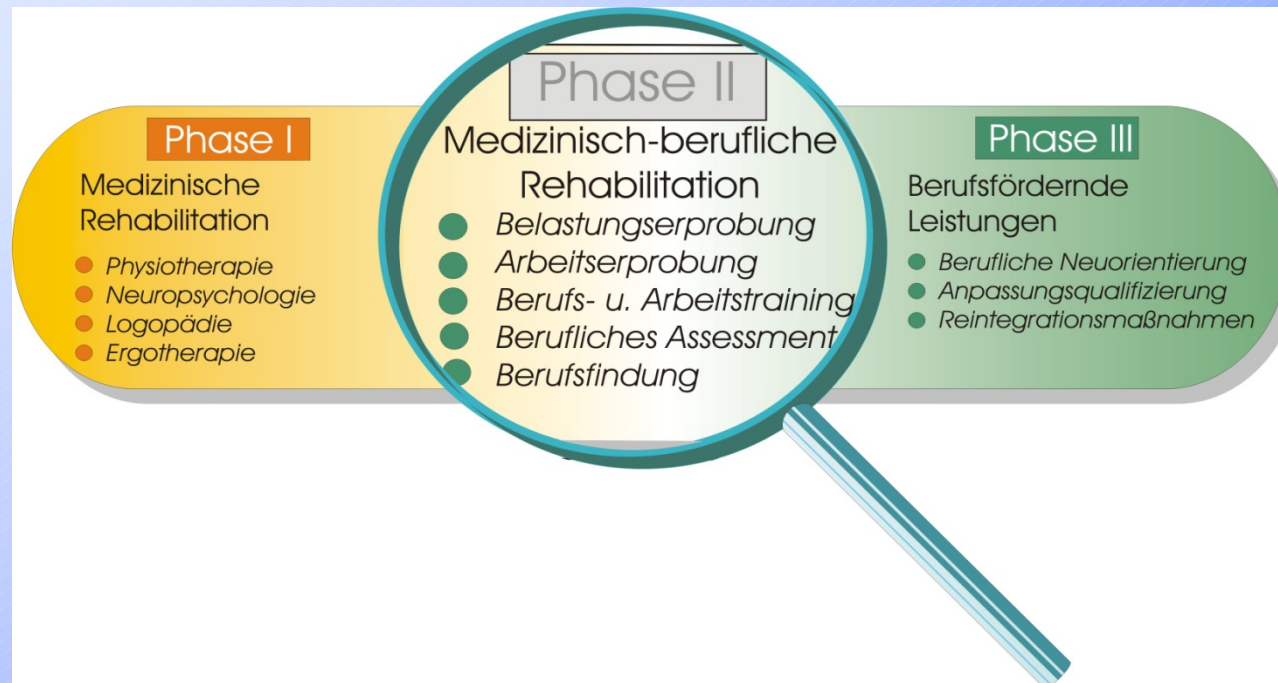 Phase I
Medizinische
Rehabilitation
Physiotherapie
Neuropsychologie
Logopädie
Ergotherapie
Phase II
Medizinisch-berufliche
Rehabilitation
Belastungserprobung
Arbeitserprobung
Berufs- u. Arbeitstraining
Berufliches Assessment
Berufsfindung
Phase III
Berufsfördernde
Leistungen
Berufliche Neuorientierung
Anpassungsqualifizierung
Reintegrationsmaßnahmen